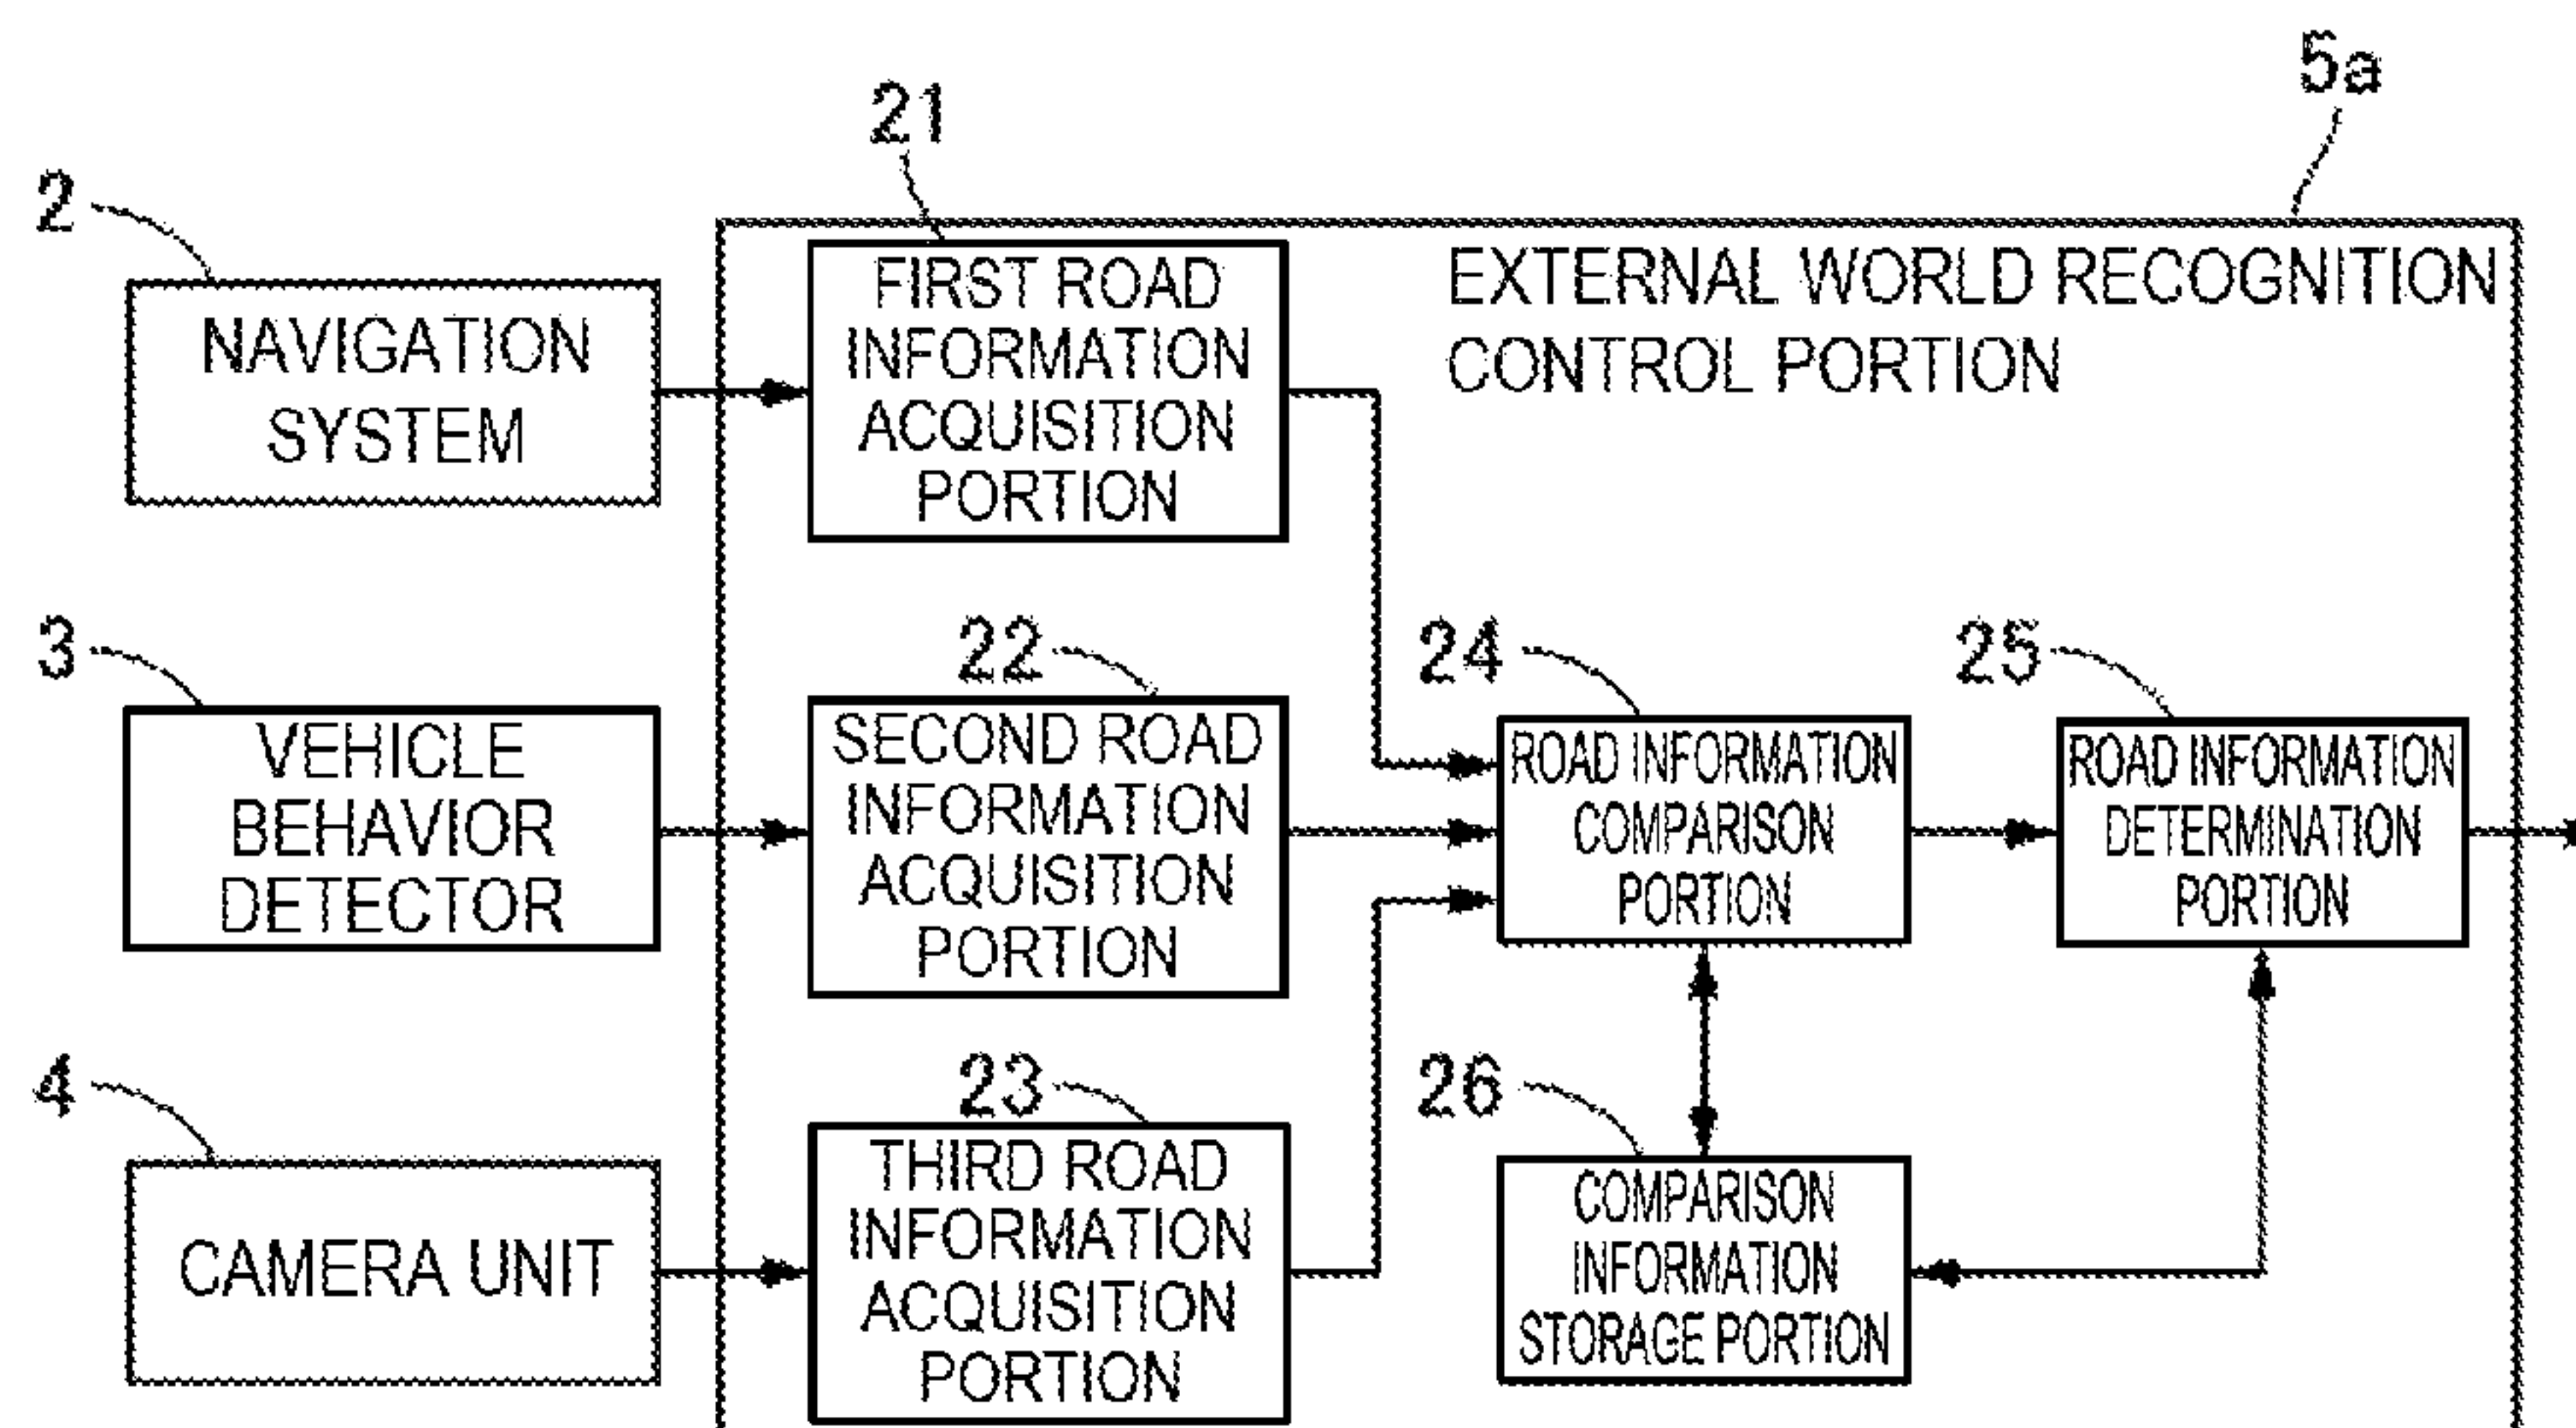 5a
21
2
EXTERNAL WORLD RECOGNITION
CONTROL PORTION
FIRST ROAD
INFORMATION
ACQUISITION
PORTION
NAVIGATION
SYSTEM
3
22
24
25
VEHICLE
BEHAVIOR
DETECTOR
SECOND ROAD
INFORMATION
ACQUISITION
PORTION
ROAD INFORMATION
COMPARISON
PORTION
ROAD INFORMATION
DETERMINATION
PORTION
4
23
26
CAMERA UNIT
THIRD ROAD
INFORMATION
ACQUISITION
PORTION
COMPARISON
INFORMATION
STORAGE PORTION